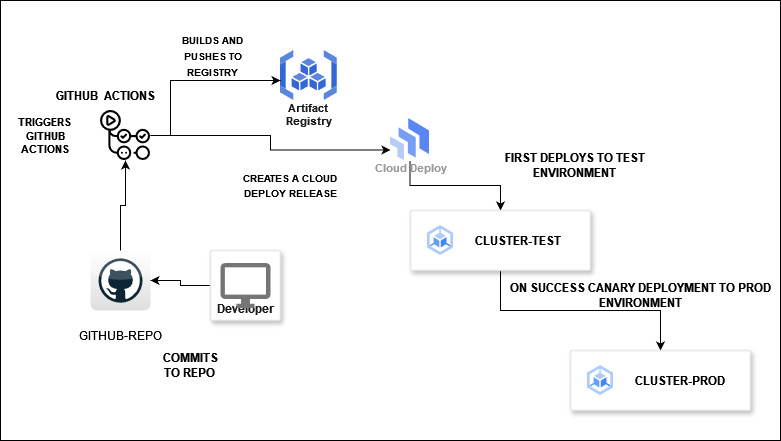 BUILDS AND
PUSHES TO
REGISTRY
GITHUB ACTIONS
Artifact
Registry
TRIGGERS
GITHUB
ACTIONS
Cloud Deploy
FIRST DEPLOYS TO TEST
ENVIRONMENT
CREATES A CLOUD
DEPLOY RELEASE
CLUSTER-TEST
ON SUCCESS CANARY DEPLOYMENT TO PROD
ENVIRONMENT
Developer
GITHUB-REPO
COMMITS
TO REPO
CLUSTER-PROD